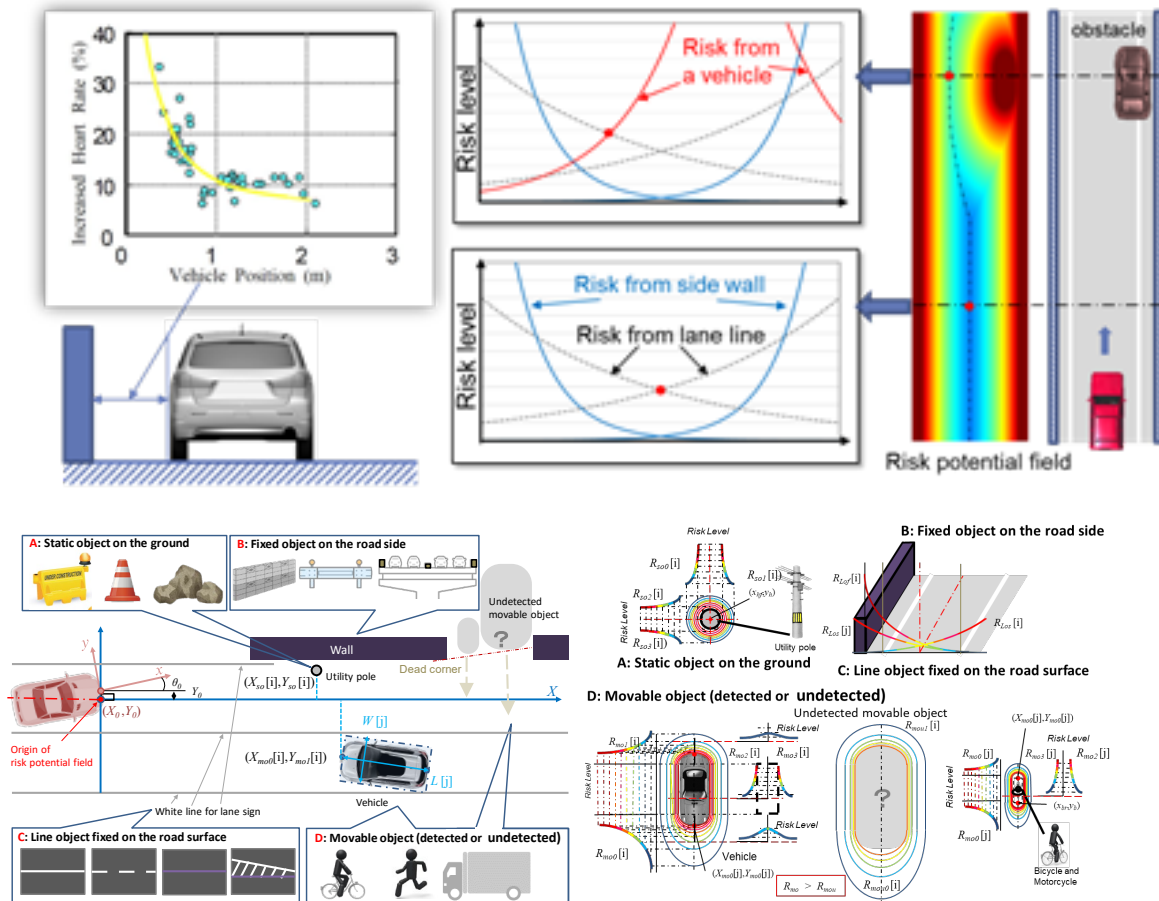 40
30
20
10
0
0
1
2
3
Increased Heart Rate (%)
Vehicle Position (m)
Risk level
Risk from
a vehicle
Risk level
Risk from side wall
Risk from lane line
obstacle
Risk potential field
A: Static object on the ground
UNDER CONSTRUCTION
B: Fixed object on the road side
Undetected
movable object
?
Wall
Dead corner
Utility pole
(Xso[i],Yso[i])
y
x
θ0
Y0
X
(X0,Y0)
Origin of
risk potential field
W[j]
(Xmo0[i],Ymo1[i])
L[j]
Vehicle
White line for lane sign
C: Line object fixed on the road surface
D: Movable object (detected or undetected)
Risk Level
Rso0[i]
Rso1[i])
Rso2[i]
Rso3[i])
Risk Level
Utility pole
A: Static object on the ground
B: Fixed object on the road side
RLof[i]
RLos[j]
RLos[i]
C: Line object fixed on the road surface
D: Movable object (detected or undetected)
Undetected movable object
Rmo1[i]
Rmo2[i]
Rmo3[i]
Risk Level
Risk Level
Risk Level
Rmo0[i]
Vehicle
(Xmo0[j],Ymo0[j])
Rmo > Rmou
Rmou1[i]
?
Rmou0[i]
(Xmo0[j],Ymo0[j])
Risk Level
Rmo0[j]
Rmo3[j]
Rmo2[j]
Risk Level
Rmo0[j]
Bicycle and
Motorcycle